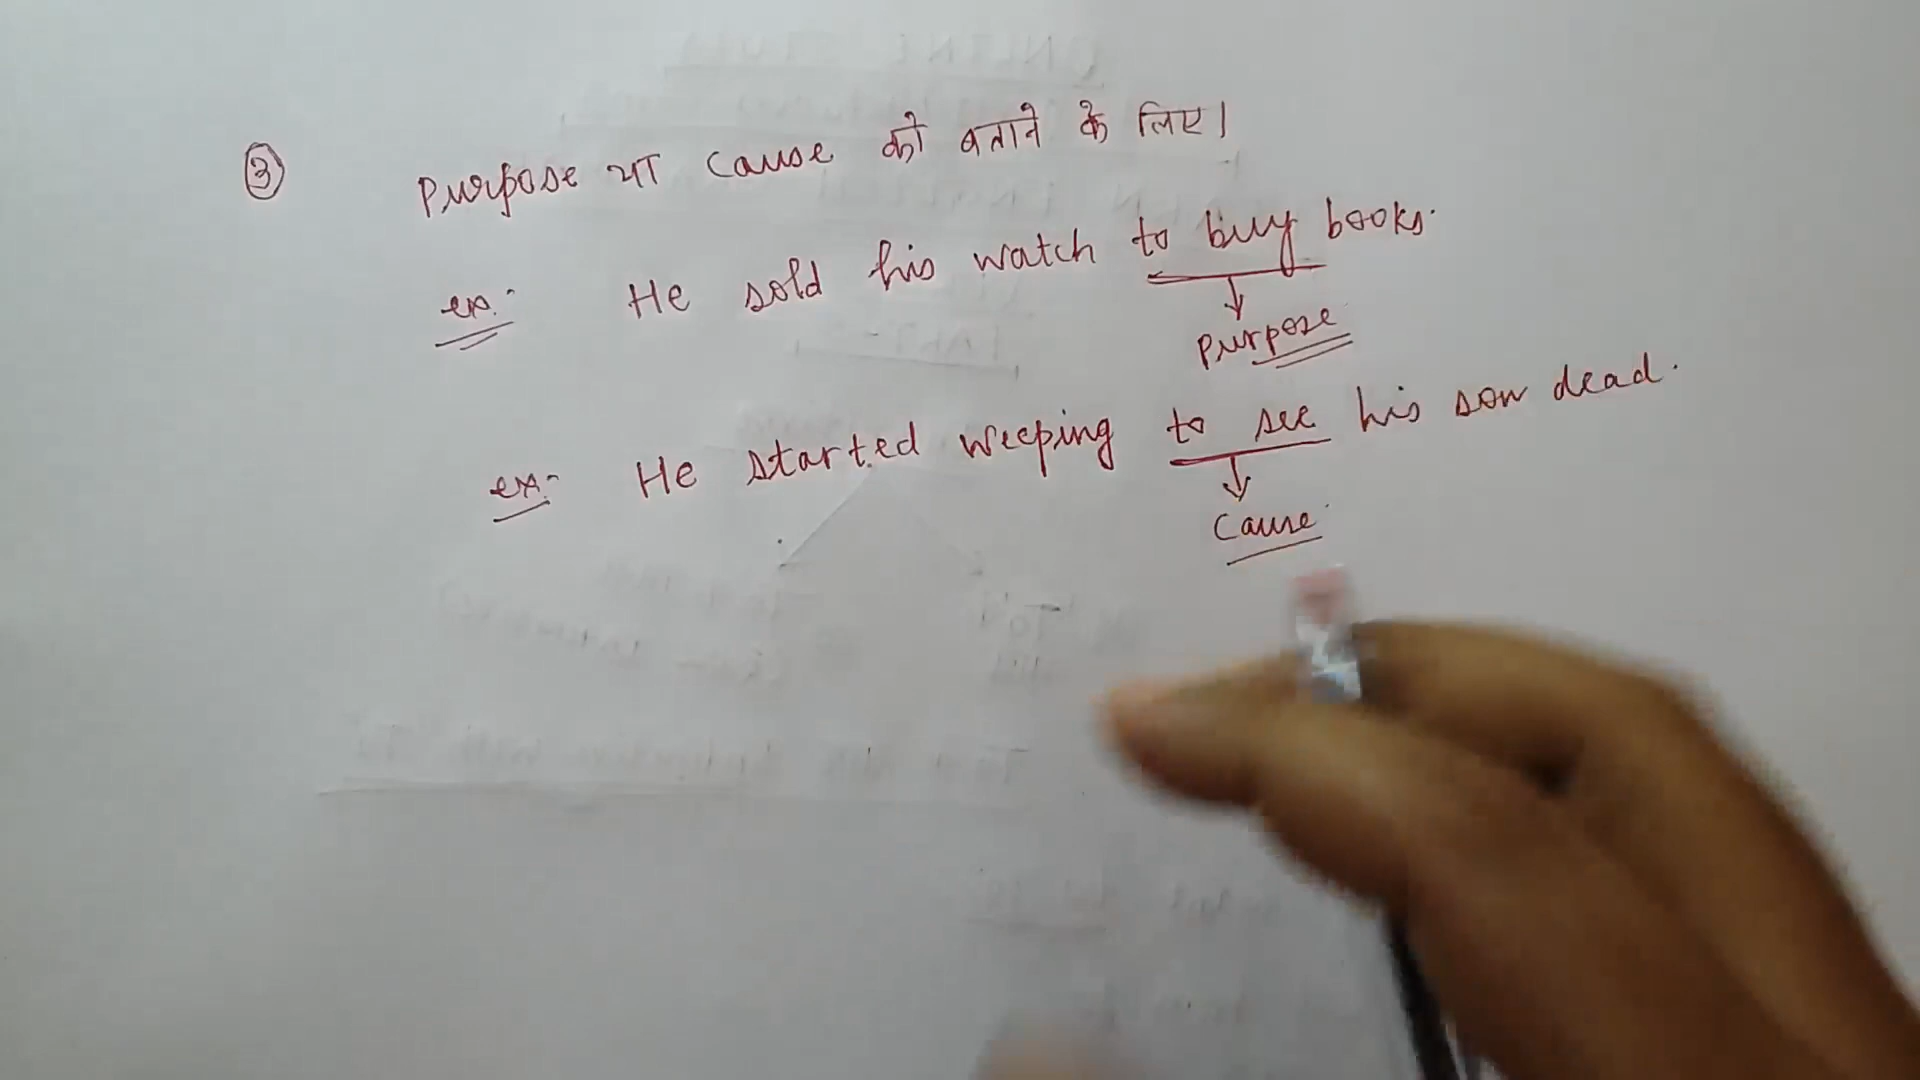 ③ Purpose या Cause को बताने के लिए।
ex:- He sold his watch to buy books.
Purpose
ex:- He started weeping to see his son dead.
Cause